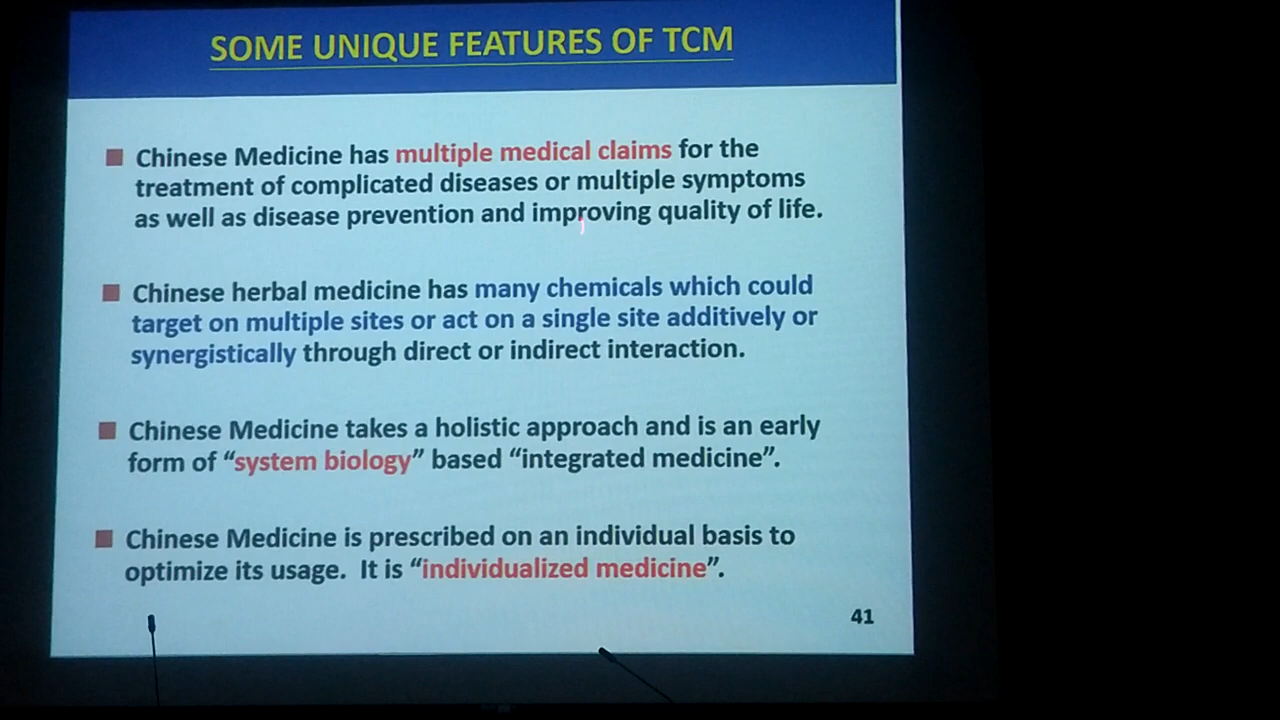 SOME UNIQUE FEATURES OF TCM
Chinese Medicine has multiple medical claims for the
treatment of complicated diseases or multiple symptoms
as well as disease prevention and improving quality of life.
Chinese herbal medicine has many chemicals which could
target on multiple sites or act on a single site additively or
synergistically through direct or indirect interaction.
Chinese Medicine takes a holistic approach and is an early
form of “system biology” based “integrated medicine”.
Chinese Medicine is prescribed on an individual basis to
optimize its usage. It is “individualized medicine”.
41